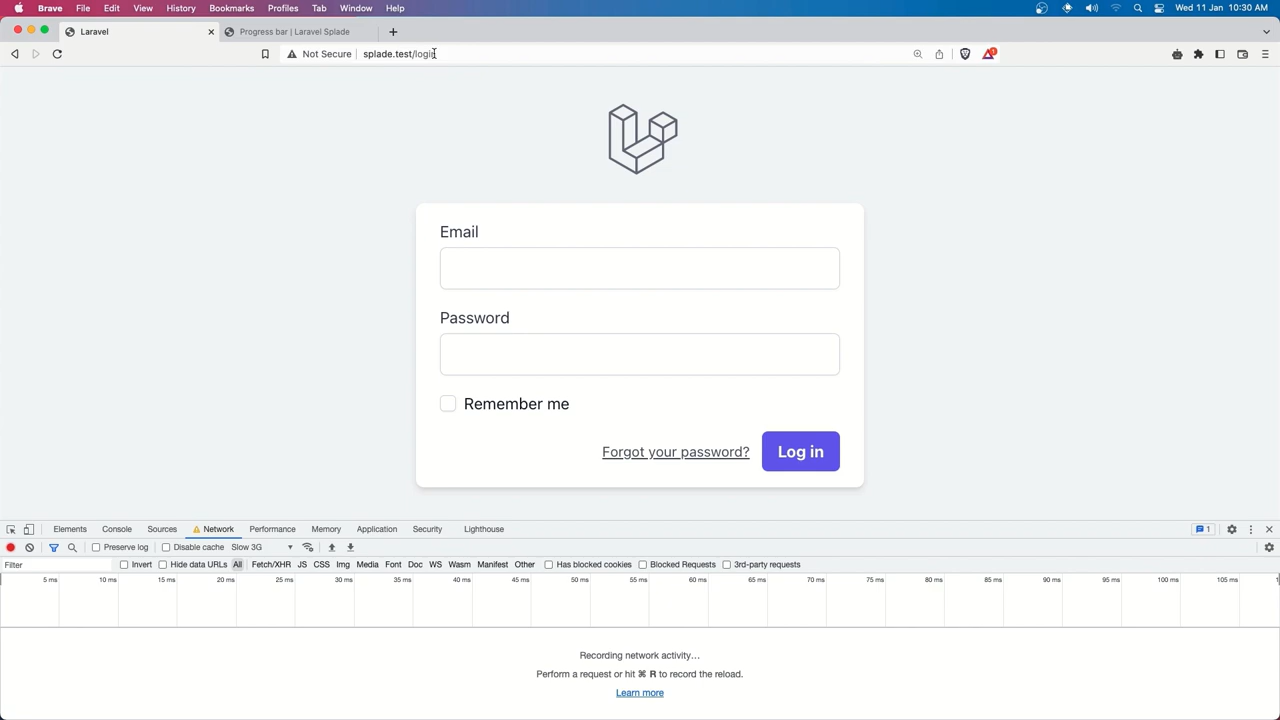 Brave File Edit View History Bookmarks Profiles Tab Window Help Wed 11 Jan 10:30 AM
Laravel Progress bar | Laravel Splade
Not Secure splade.test/login
Email
Password
Remember me
Forgot your password? Log in
Elements Console Sources Network Performance Memory Application Security Lighthouse 1
Preserve log Disable cache Slow 3G
Filter Invert Hide data URLs All Fetch/XHR JS CSS Img Media Font Doc WS Wasm Manifest Other Has blocked cookies Blocked Requests 3rd-party requests
5 ms 10 ms 15 ms 20 ms 25 ms 30 ms 35 ms 40 ms 45 ms 50 ms 55 ms 60 ms 65 ms 70 ms 75 ms 80 ms 85 ms 90 ms 95 ms 100 ms 105 ms
Recording network activity…
Perform a request or hit ⌘ R to record the reload.
Learn more